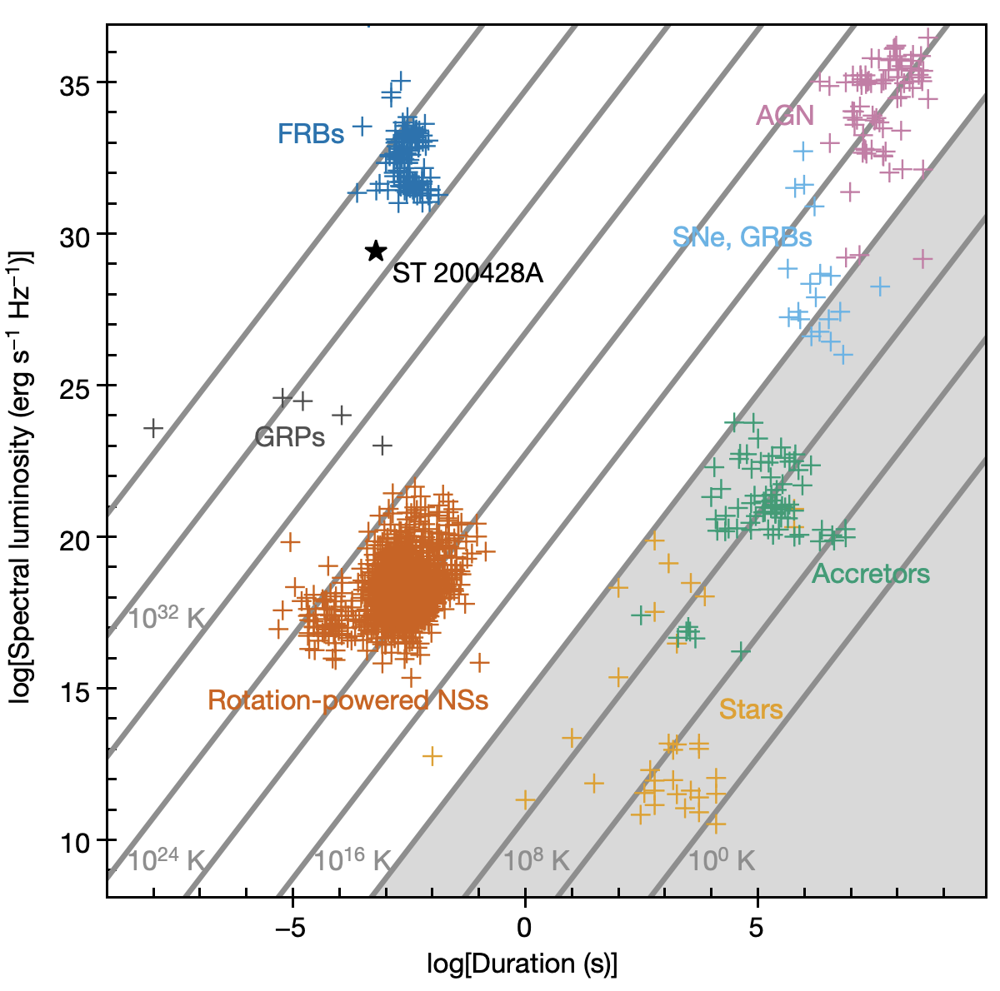 35
30
25
20
15
10
log[Spectral luminosity (erg s⁻¹ Hz⁻¹)]
FRBs
AGN
SNe, GRBs
ST 200428A
GRPs
Accretors
10³² K
Rotation-powered NSs
Stars
10²⁴ K
10¹⁶ K
10⁸ K
10⁰ K
−5
0
5
log[Duration (s)]